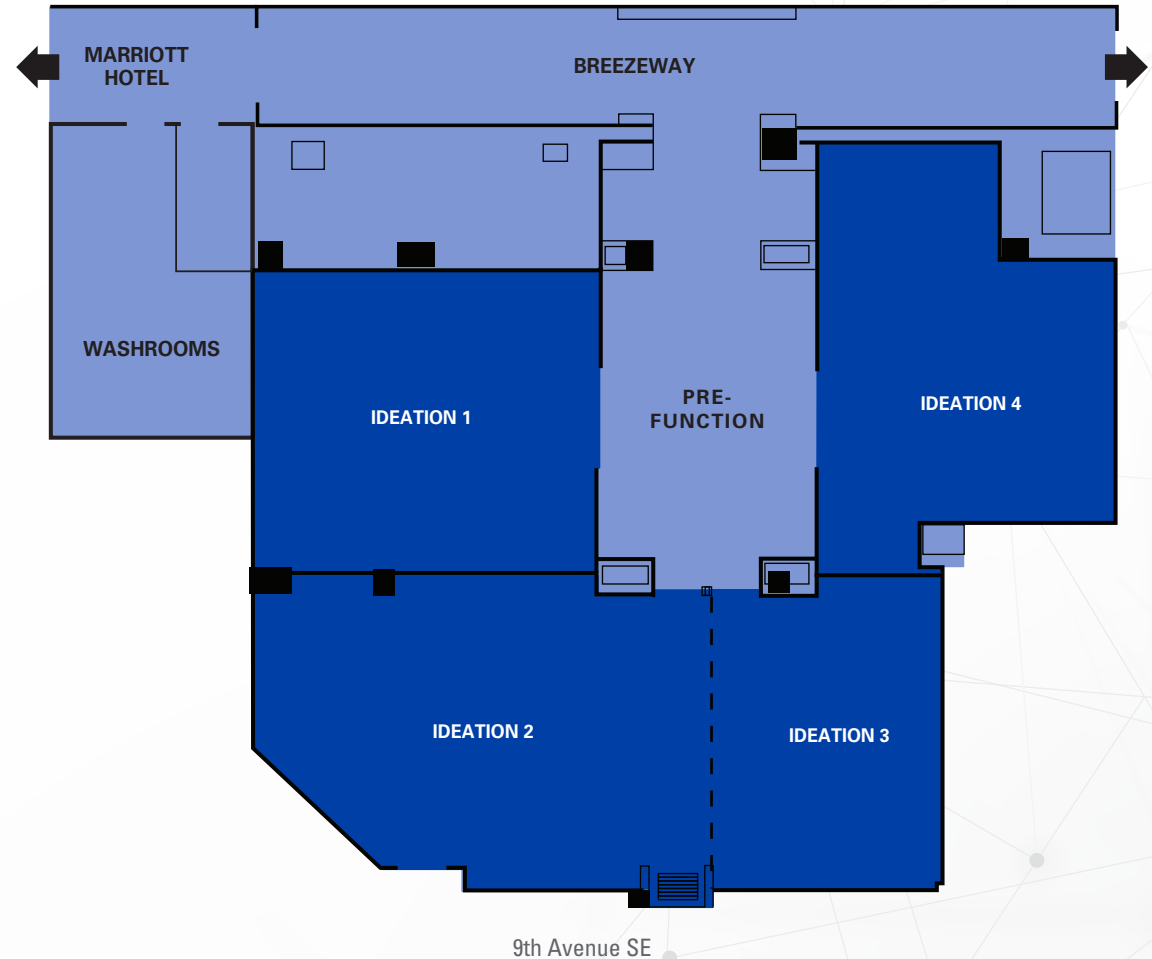 MARRIOTT
HOTEL
BREEZEWAY
WASHROOMS
IDEATION 1
PRE-
FUNCTION
IDEATION 4
IDEATION 2
IDEATION 3
9th Avenue SE